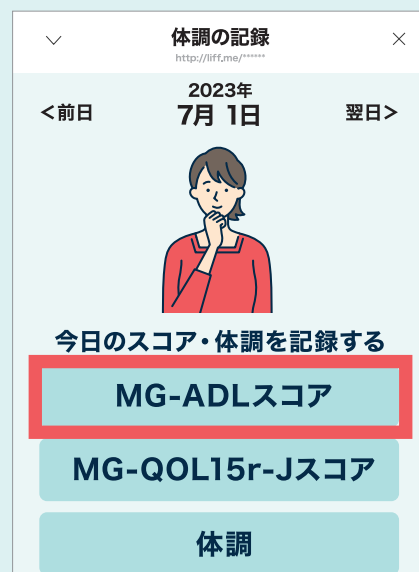 体調の記録
http://liff.me/******
2023年
＜前日
7月 1日
翌日＞
今日のスコア・体調を記録する
MG-ADLスコア
MG-QOL15r-Jスコア
体調